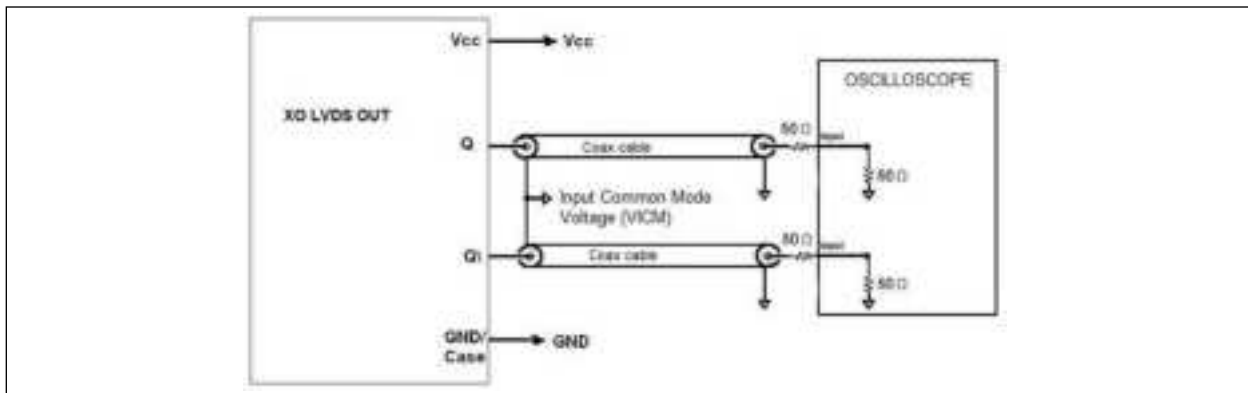 Vcc
Vcc
OSCILLOSCOPE
XO LVDS OUT
50 Ω
Input
Q
Coax cable
50 Ω
Input Common Mode
Voltage (VICM)
50 Ω
Input
Coax cable
50 Ω
GND/
Case
GND